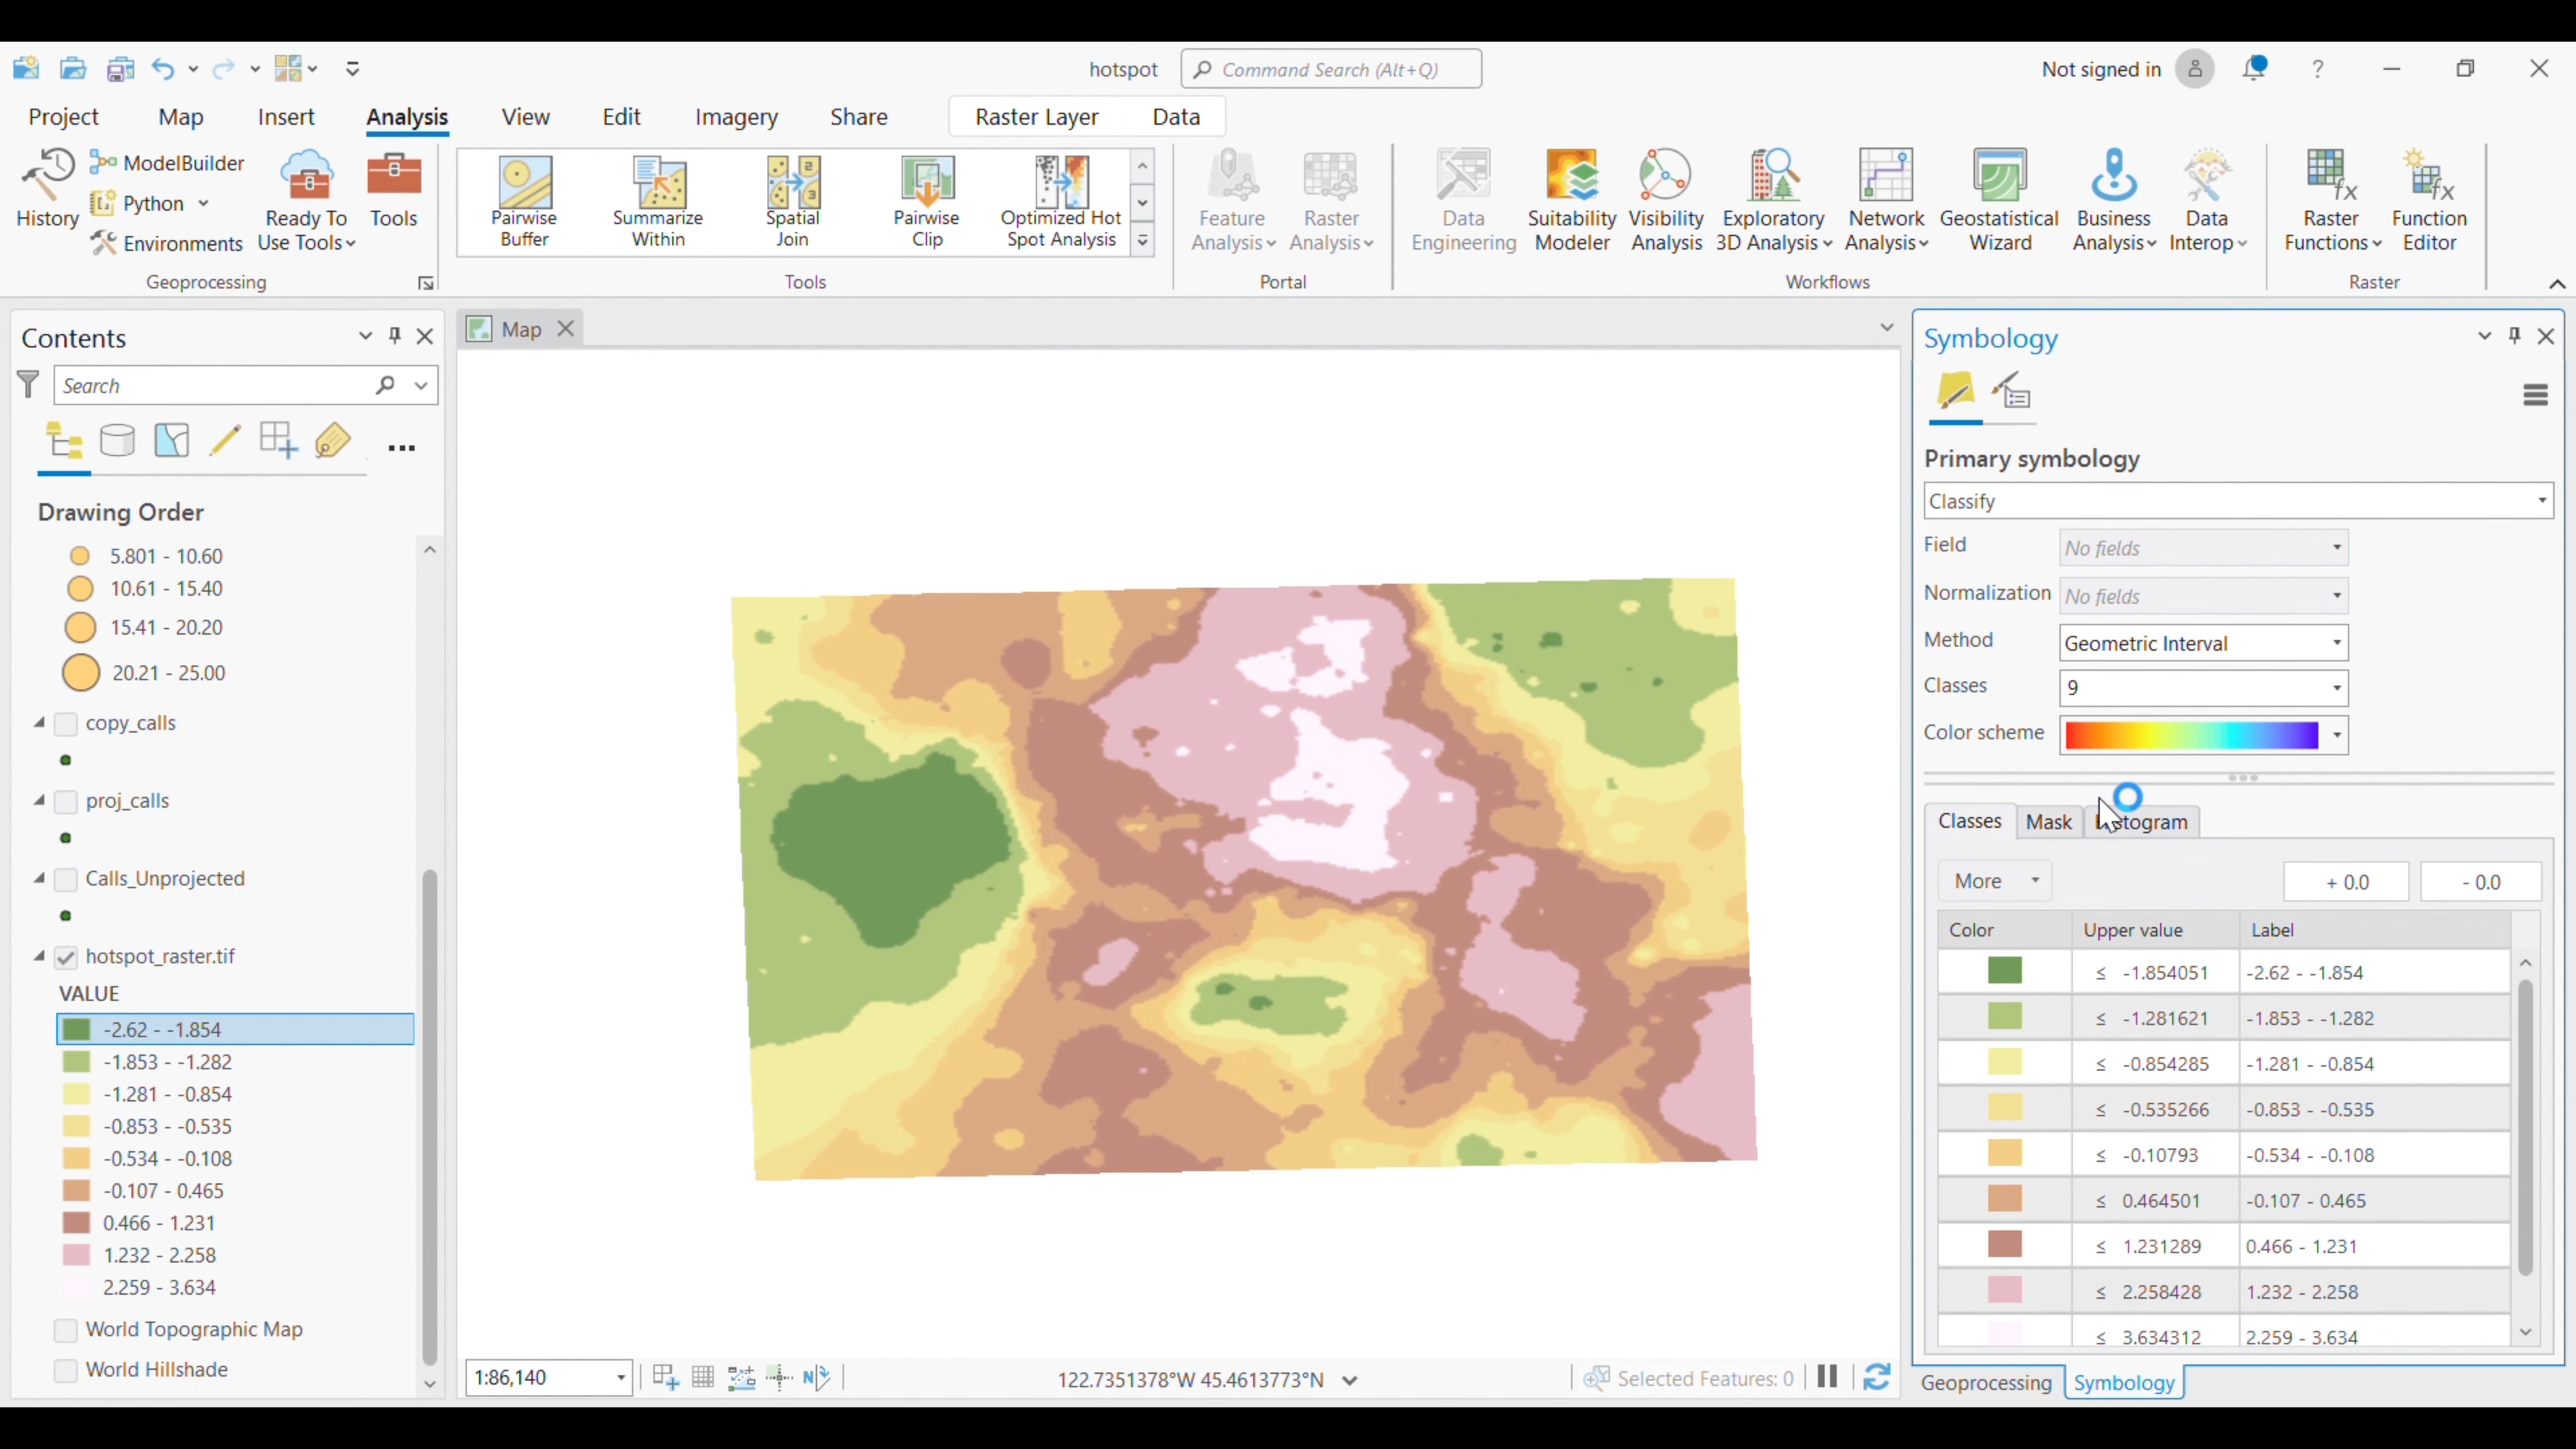 hotspot
Command Search (Alt+Q)
Not signed in
Project Map Insert Analysis View Edit Imagery Share Raster Layer Data
History
ModelBuilder
Python
Environments
Ready To
Use Tools
Tools
Geoprocessing
Pairwise
Buffer
Summarize
Within
Spatial
Join
Pairwise
Clip
Optimized Hot
Spot Analysis
Tools
Feature
Analysis
Raster
Analysis
Portal
Data
Engineering
Suitability
Modeler
Visibility
Analysis
Exploratory
3D Analysis
Network
Analysis
Geostatistical
Wizard
Business
Analysis
Data
Interop
Workflows
Raster
Functions
Function
Editor
Raster
Contents
Search
Drawing Order
5.801 - 10.60
10.61 - 15.40
15.41 - 20.20
20.21 - 25.00
copy_calls
proj_calls
Calls_Unprojected
hotspot_raster.tif
VALUE
-2.62 - -1.854
-1.853 - -1.282
-1.281 - -0.854
-0.853 - -0.535
-0.534 - -0.108
-0.107 - 0.465
0.466 - 1.231
1.232 - 2.258
2.259 - 3.634
World Topographic Map
World Hillshade
Map
1:86,140
122.7351378°W 45.4613773°N
Selected Features: 0
Symbology
Primary symbology
Classify
Field No fields
Normalization No fields
Method Geometric Interval
Classes 9
Color scheme
Classes Mask
More + 0.0 - 0.0
Color Upper value Label
≤ -1.854051 -2.62 - -1.854
≤ -1.281621 -1.853 - -1.282
≤ -0.854285 -1.281 - -0.854
≤ -0.535266 -0.853 - -0.535
≤ -0.10793 -0.534 - -0.108
≤ 0.464501 -0.107 - 0.465
≤ 1.231289 0.466 - 1.231
≤ 2.258428 1.232 - 2.258
≤ 3.634312 2.259 - 3.634
Geoprocessing Symbology